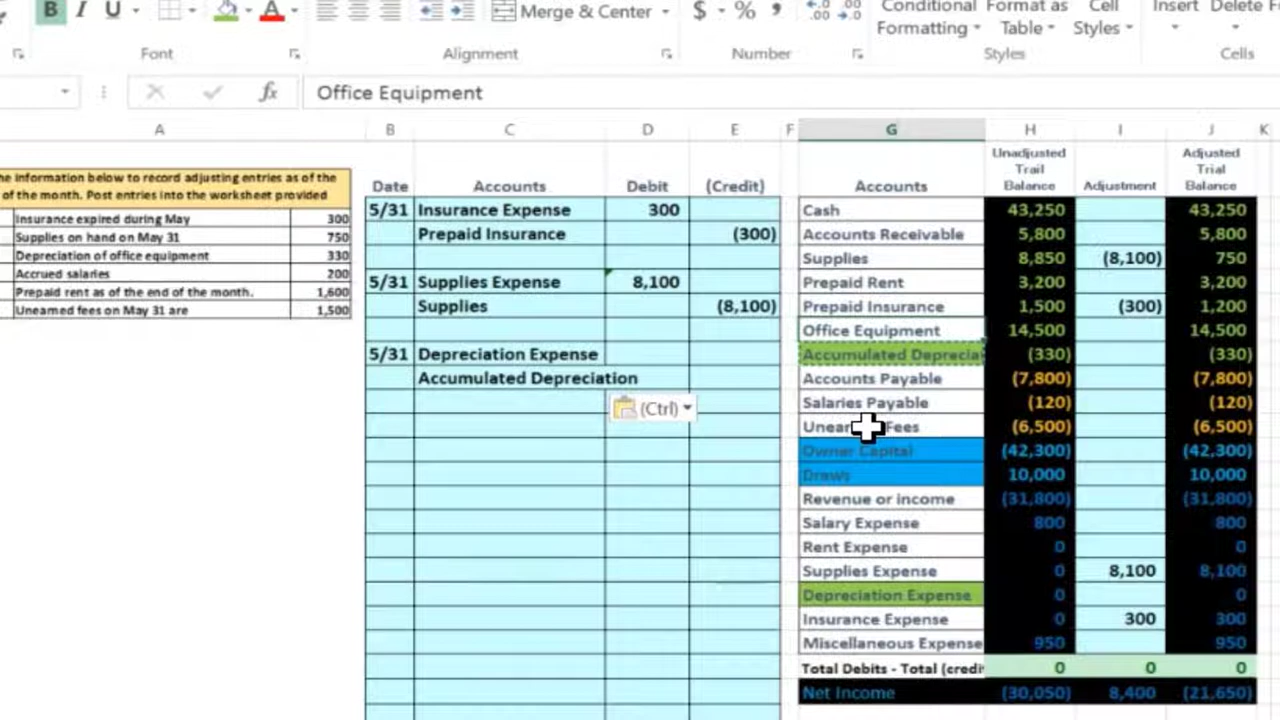 B I U A Merge & Center $ % , Conditional Format as Cell Insert Delete
Formatting Table Styles
Font Alignment Number Styles Cells
fx Office Equipment
A B C D E F G H I J K
he information below to record adjusting entries as of the
of the month. Post entries into the worksheet provided
Insurance expired during May 300
Supplies on hand on May 31 750
Depreciation of office equipment 330
Accrued salaries 200
Prepaid rent as of the end of the month. 1,600
Unearned fees on May 31 are 1,500
Date Accounts Debit (Credit)
5/31 Insurance Expense 300
Prepaid Insurance (300)
5/31 Supplies Expense 8,100
Supplies (8,100)
5/31 Depreciation Expense
Accumulated Depreciation
(Ctrl)
Unadjusted Adjusted
Trail Trial
Accounts Balance Adjustment Balance
Cash 43,250 43,250
Accounts Receivable 5,800 5,800
Supplies 8,850 (8,100) 750
Prepaid Rent 3,200 3,200
Prepaid Insurance 1,500 (300) 1,200
Office Equipment 14,500 14,500
Accumulated Deprecia (330) (330)
Accounts Payable (7,800) (7,800)
Salaries Payable (120) (120)
Unear Fees (6,500) (6,500)
Owner Capital (42,300) (42,300)
Draws 10,000 10,000
Revenue or income (31,800) (31,800)
Salary Expense 800 800
Rent Expense 0 0
Supplies Expense 0 8,100 8,100
Depreciation Expense 0 0
Insurance Expense 0 300 300
Miscellaneous Expense 950 950
Total Debits - Total (credi 0 0 0
Net Income (30,050) 8,400 (21,650)